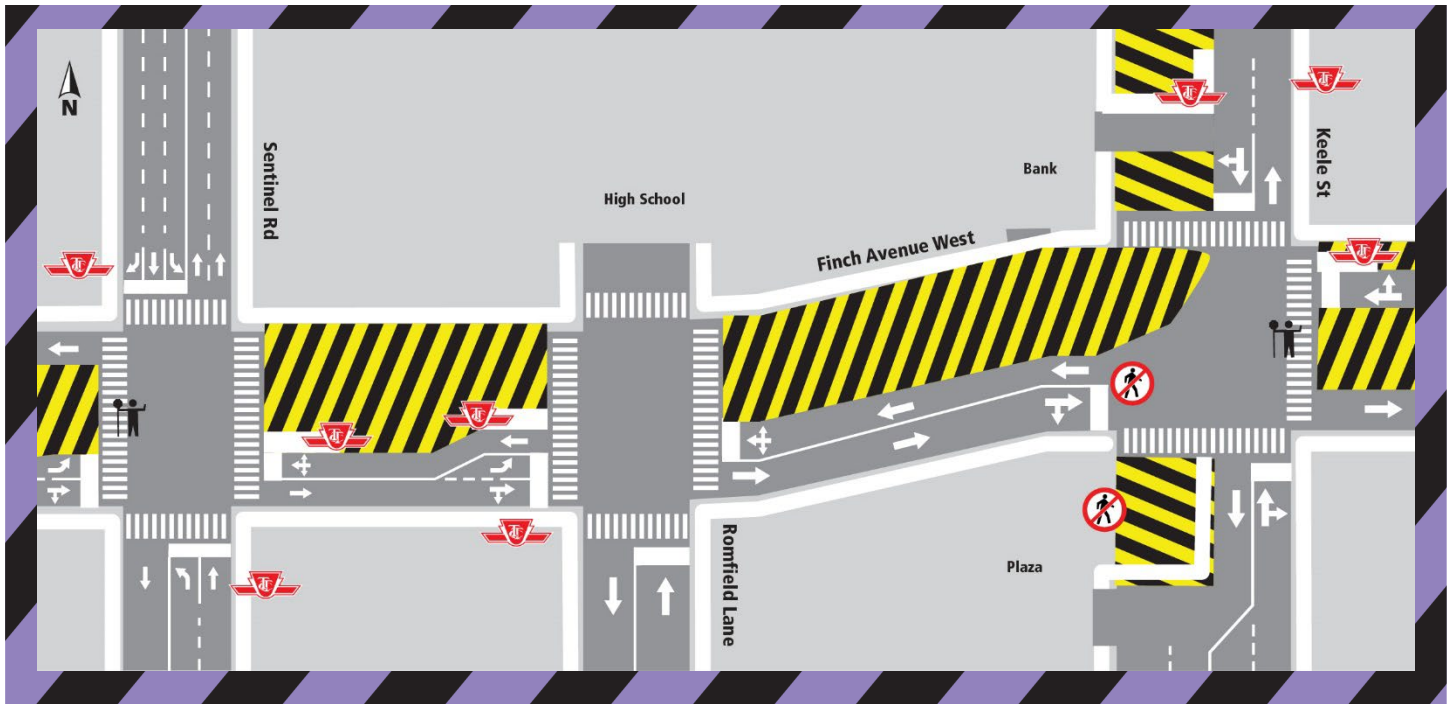 N
Sentinel Rd
High School
Bank
Keele St
Finch Avenue West
Romfield Lane
Plaza